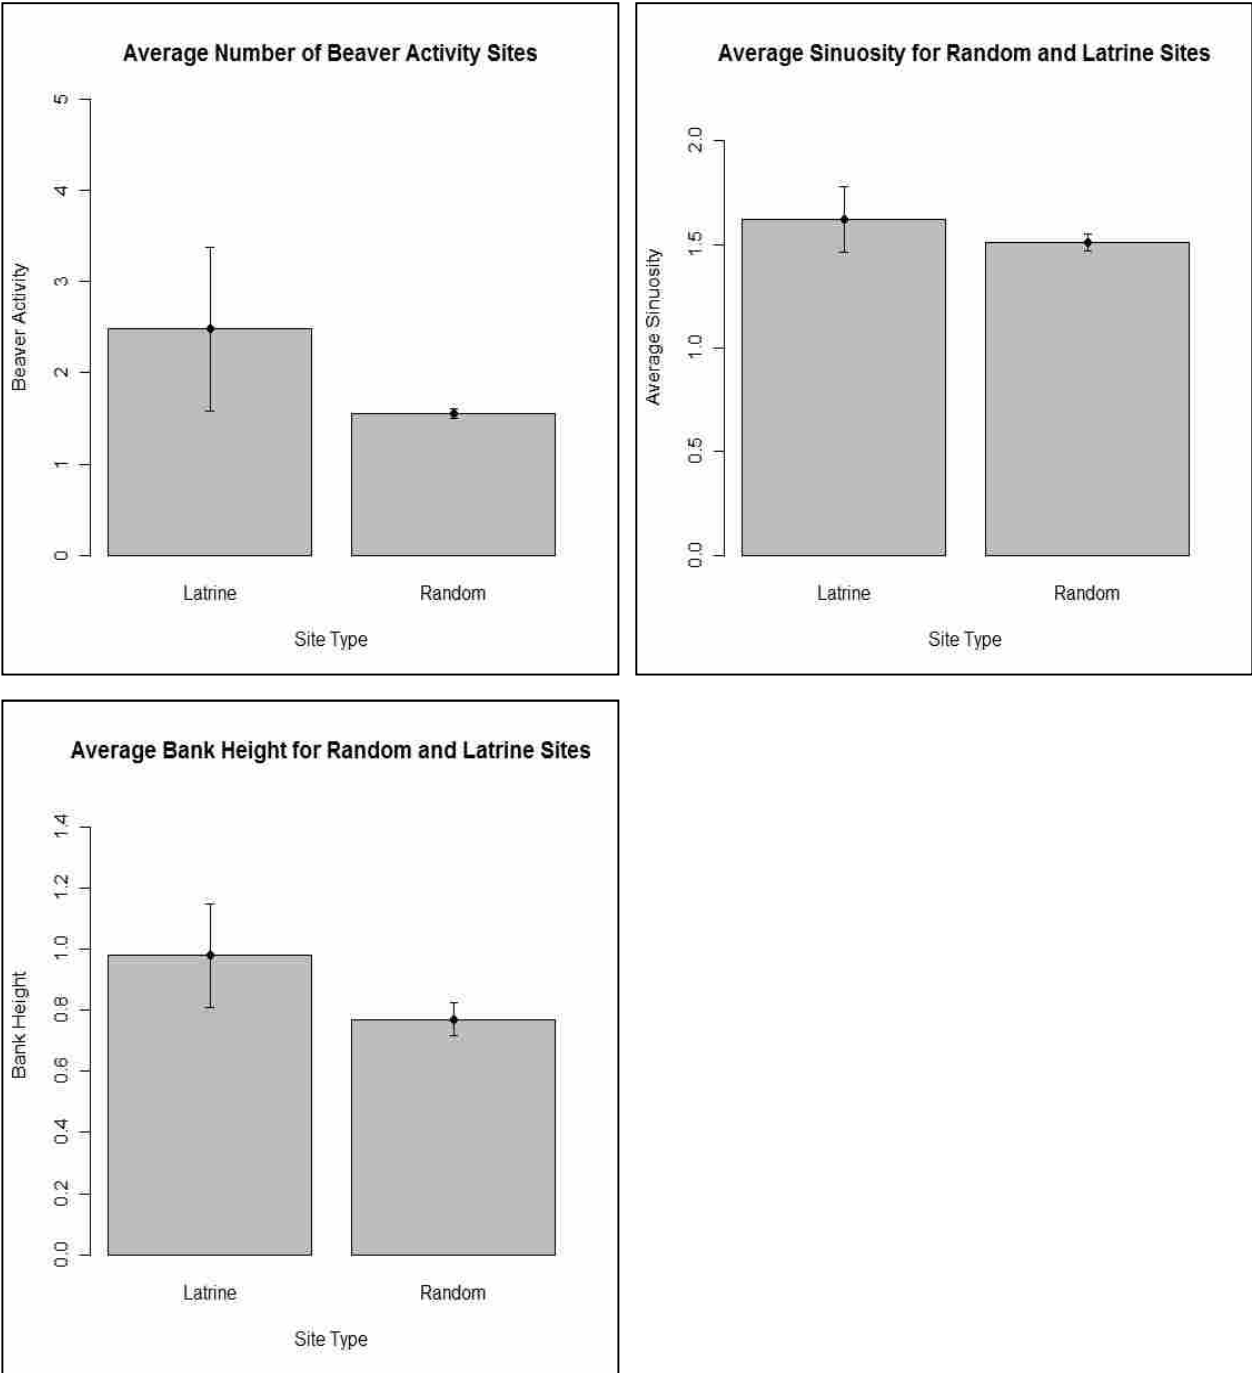 Average Number of Beaver Activity Sites
5
4
3
2
1
0
Beaver Activity
Latrine Random
Site Type
Average Sinuosity for Random and Latrine Sites
2.0
1.5
1.0
0.5
0.0
Average Sinuosity
Latrine Random
Site Type
Average Bank Height for Random and Latrine Sites
1.4
1.2
1.0
0.8
0.6
0.4
0.2
0.0
Bank Height
Latrine Random
Site Type